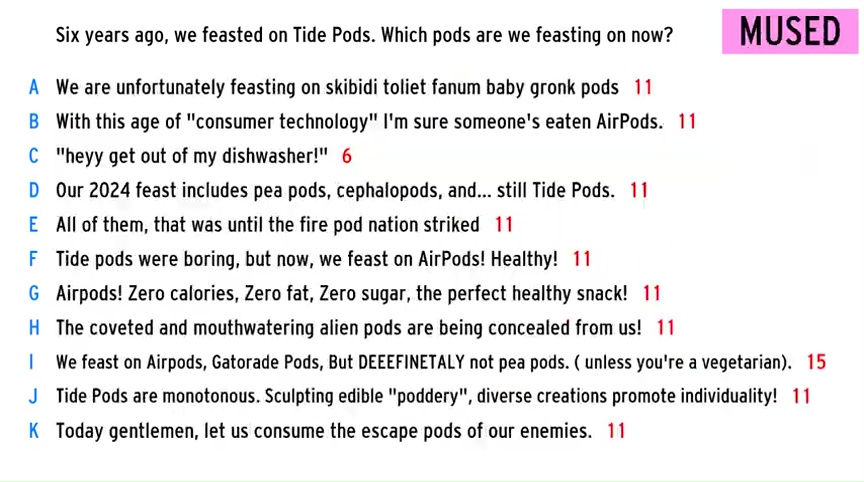 Six years ago, we feasted on Tide Pods. Which pods are we feasting on now?
MUSED
A We are unfortunately feasting on skibidi toliet fanum baby gronk pods 11
B With this age of "consumer technology" I'm sure someone's eaten AirPods. 11
C "heyy get out of my dishwasher!" 6
D Our 2024 feast includes pea pods, cephalopods, and... still Tide Pods. 11
E All of them, that was until the fire pod nation striked 11
F Tide pods were boring, but now, we feast on AirPods! Healthy! 11
G Airpods! Zero calories, Zero fat, Zero sugar, the perfect healthy snack! 11
H The coveted and mouthwatering alien pods are being concealed from us! 11
I We feast on Airpods, Gatorade Pods, But DEEEFINETALY not pea pods. ( unless you're a vegetarian). 15
J Tide Pods are monotonous. Sculpting edible "poddery", diverse creations promote individuality! 11
K Today gentlemen, let us consume the escape pods of our enemies. 11